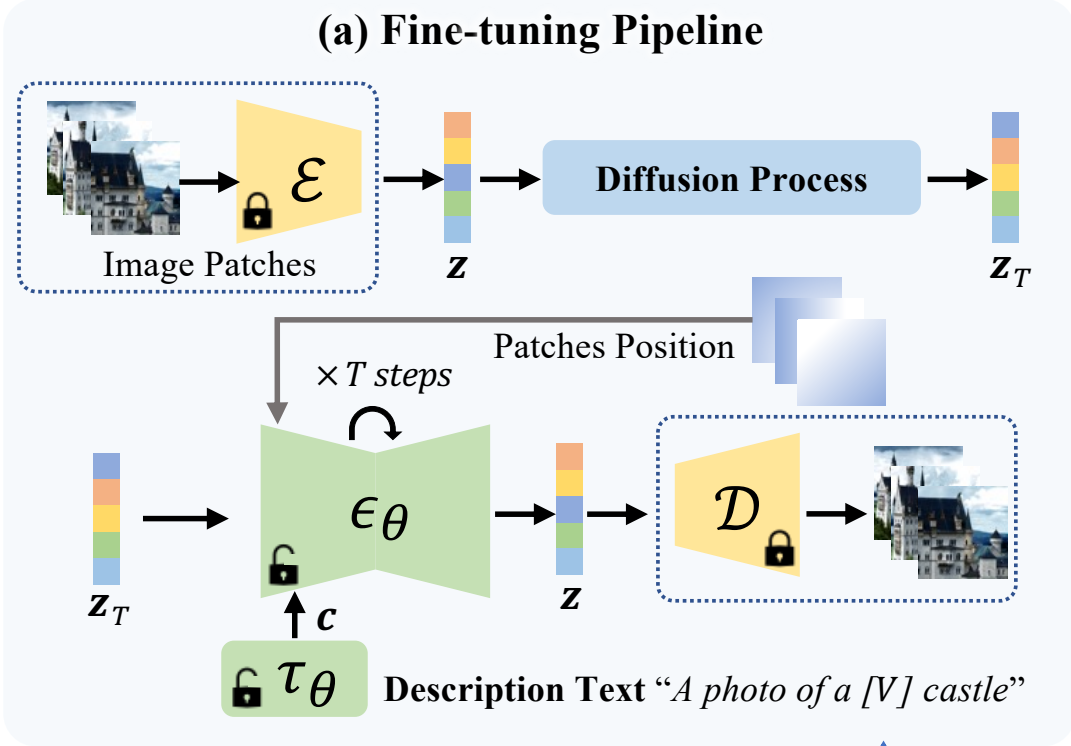 (a) Fine-tuning Pipeline
ℰ
Image Patches
z
Diffusion Process
z_T
Patches Position
× T steps
z_T
ϵ_θ
z
𝒟
c
τ_θ
Description Text “A photo of a [V] castle”